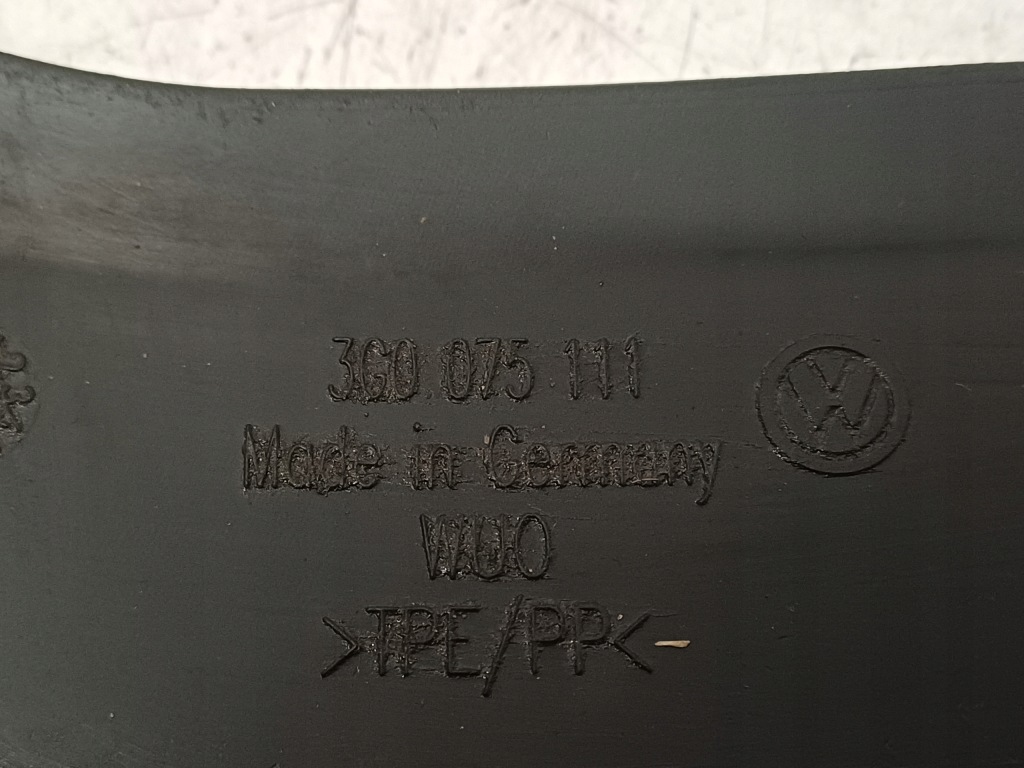 3G0 075 111
Made in Germany
WUO
>TPE/PP<